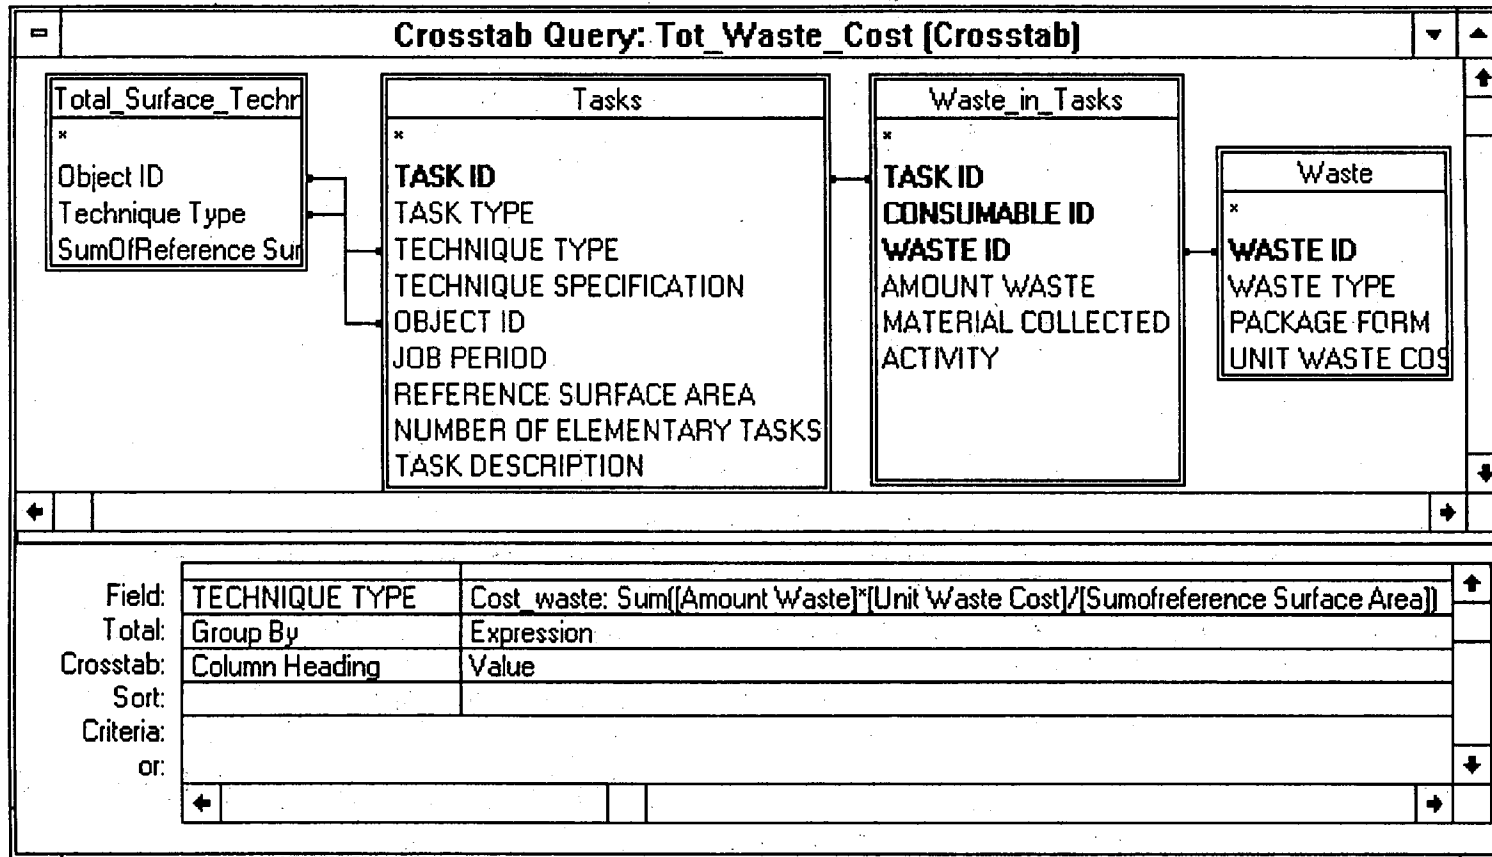 Crosstab Query: Tot_Waste_Cost (Crosstab)
Total_Surface_Techr
*
Object ID
Technique Type
SumOfReference Sur
Tasks
*
TASK ID
TASK TYPE
TECHNIQUE TYPE
TECHNIQUE SPECIFICATION
OBJECT ID
JOB PERIOD
REFERENCE SURFACE AREA
NUMBER OF ELEMENTARY TASKS
TASK DESCRIPTION
Waste_in_Tasks
*
TASK ID
CONSUMABLE ID
WASTE ID
AMOUNT WASTE
MATERIAL COLLECTED
ACTIVITY
Waste
*
WASTE ID
WASTE TYPE
PACKAGE FORM
UNIT WASTE COS
Field: TECHNIQUE TYPE Cost_waste: Sum([Amount Waste]*[Unit Waste Cost]/[Sumofreference Surface Area])
Total: Group By Expression
Crosstab: Column Heading Value
Sort:
Criteria:
or: